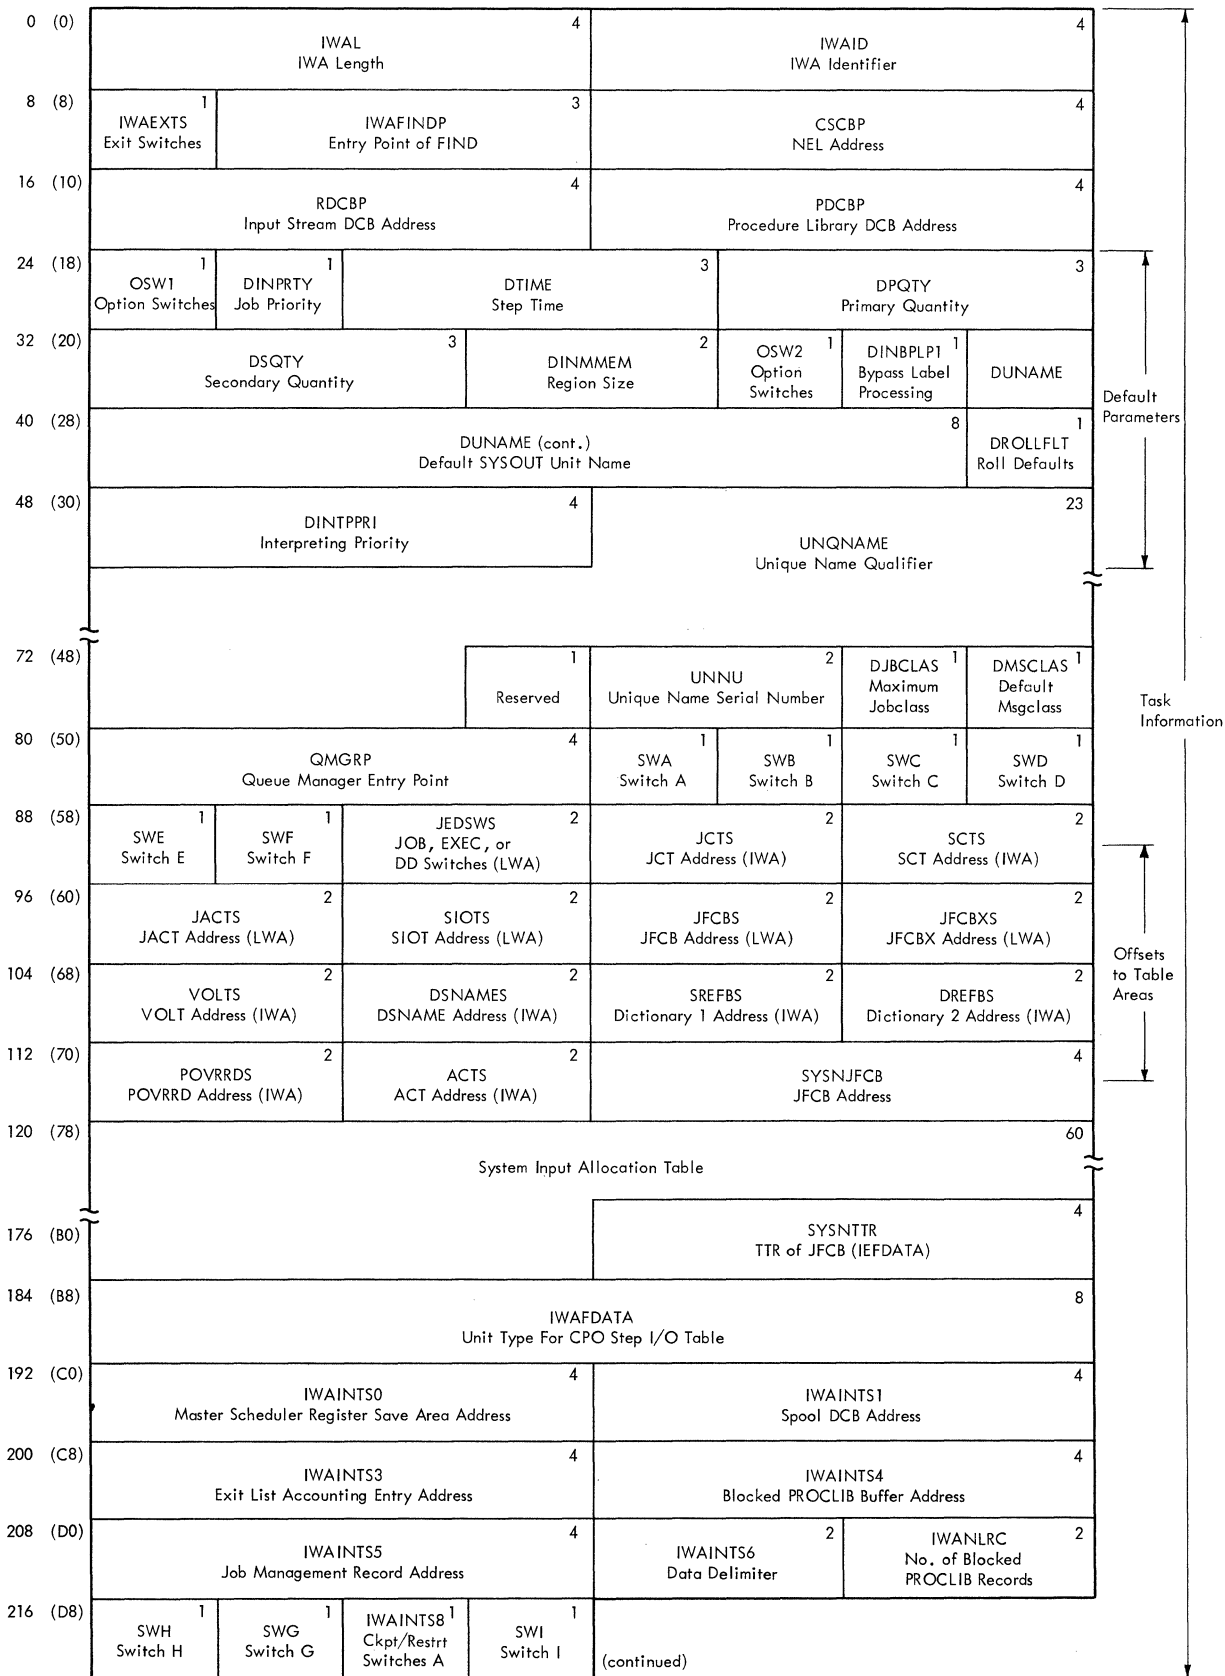 0 (0)
4
IWAL
IWA Length
4
IWAID
IWA Identifier
8 (8)
1
IWAEXTS
Exit Switches
3
IWAFINDP
Entry Point of FIND
4
CSCBP
NEL Address
16 (10)
4
RDCBP
Input Stream DCB Address
4
PDCBP
Procedure Library DCB Address
24 (18)
1
OSW1
Option Switches
1
DINPRTY
Job Priority
3
DTIME
Step Time
3
DPQTY
Primary Quantity
32 (20)
3
DSQTY
Secondary Quantity
2
DINMMEM
Region Size
OSW2 1
Option
Switches
DINBPLP1 1
Bypass Label
Processing
DUNAME
Default
Parameters
40 (28)
8
DUNAME (cont.)
Default SYSOUT Unit Name
1
DROLLFLT
Roll Defaults
48 (30)
4
DINTPPRI
Interpreting Priority
23
UNQNAME
Unique Name Qualifier
72 (48)
1
Reserved
2
UNNU
Unique Name Serial Number
DJBCLAS 1
Maximum
Jobclass
DMSCLAS 1
Default
Msgclass
Task
Information
80 (50)
4
QMGRP
Queue Manager Entry Point
1
SWA
Switch A
1
SWB
Switch B
1
SWC
Switch C
1
SWD
Switch D
88 (58)
1
SWE
Switch E
1
SWF
Switch F
JEDSWS 2
JOB, EXEC, or
DD Switches (LWA)
2
JCTS
JCT Address (IWA)
2
SCTS
SCT Address (IWA)
96 (60)
2
JACTS
JACT Address (LWA)
2
SIOTS
SIOT Address (LWA)
2
JFCBS
JFCB Address (LWA)
2
JFCBXS
JFCBX Address (LWA)
Offsets
to Table
Areas
104 (68)
2
VOLTS
VOLT Address (IWA)
2
DSNAMES
DSNAME Address (IWA)
2
SREFBS
Dictionary 1 Address (IWA)
2
DREFBS
Dictionary 2 Address (IWA)
112 (70)
2
POVRRDS
POVRRD Address (IWA)
2
ACTS
ACT Address (IWA)
4
SYSNJFCB
JFCB Address
120 (78)
60
System Input Allocation Table
176 (B0)
4
SYSNTTR
TTR of JFCB (IEFDATA)
184 (B8)
8
IWAFDATA
Unit Type For CPO Step I/O Table
192 (C0)
4
IWAINTS0
Master Scheduler Register Save Area Address
4
IWAINTS1
Spool DCB Address
200 (C8)
4
IWAINTS3
Exit List Accounting Entry Address
4
IWAINTS4
Blocked PROCLIB Buffer Address
208 (D0)
4
IWAINTS5
Job Management Record Address
2
IWAINTS6
Data Delimiter
2
IWANLRC
No. of Blocked
PROCLIB Records
216 (D8)
1
SWH
Switch H
1
SWG
Switch G
IWAINTS8 1
Ckpt/Restrt
Switches A
1
SWI
Switch I
(continued)